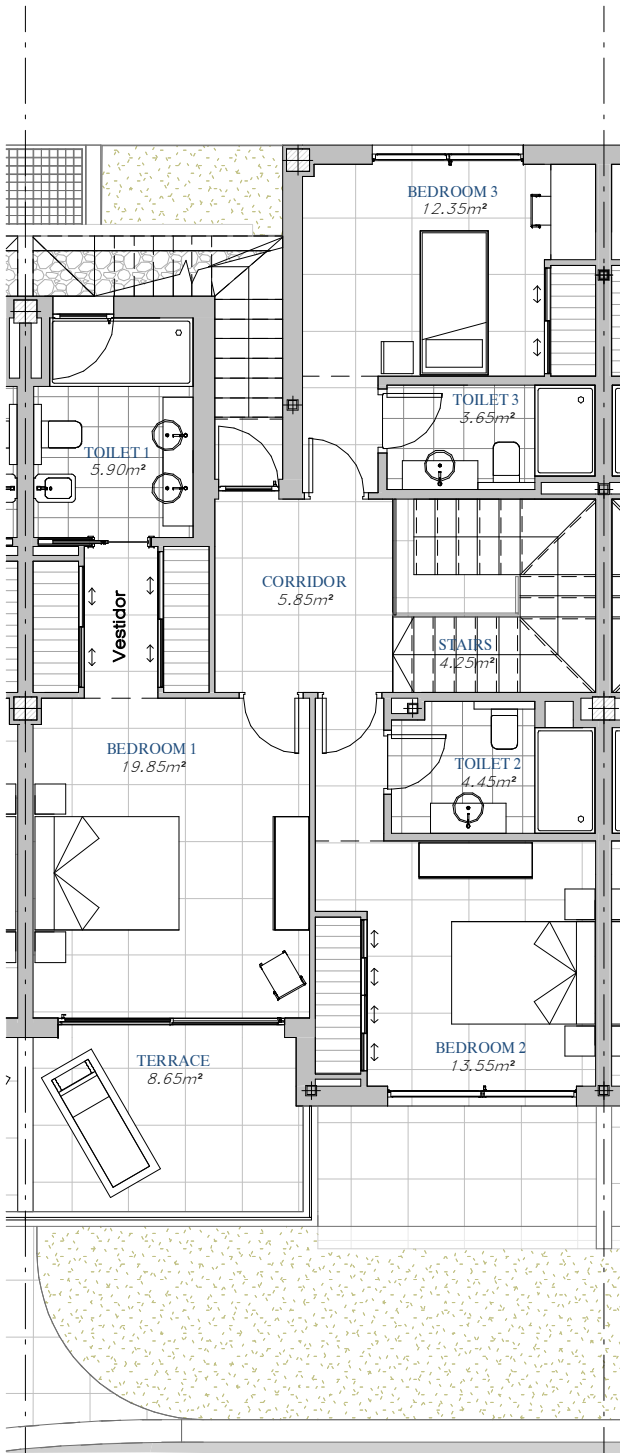 BEDROOM 3
12.35m²
TOILET 3
3.65m²
TOILET 1
5.90m²
CORRIDOR
5.85m²
Vestidor
STAIRS
4.25m²
BEDROOM 1
19.85m²
TOILET 2
4.45m²
BEDROOM 2
13.55m²
TERRACE
8.65m²